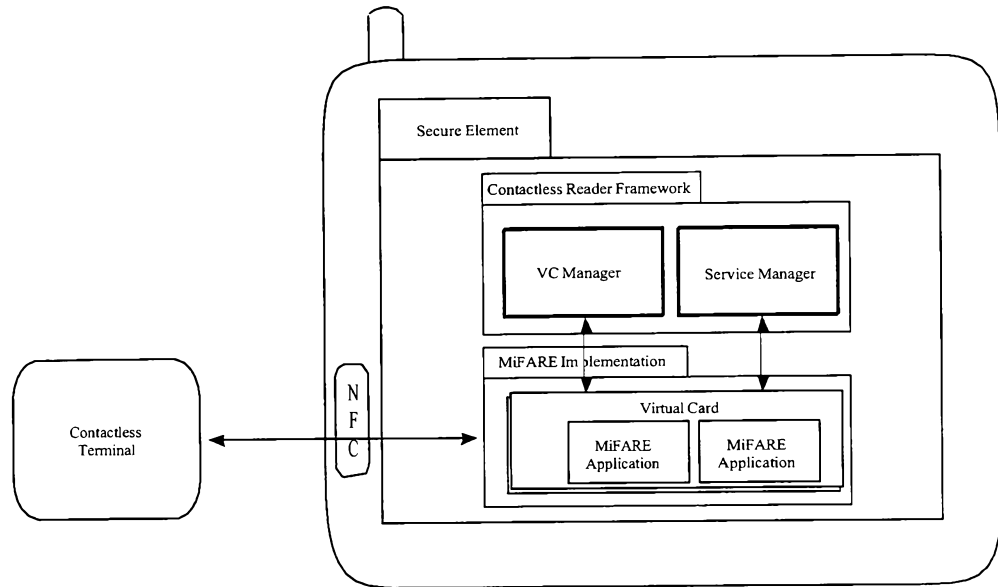 Secure Element
Contactless Reader Framework
VC Manager
Service Manager
MiFARE Implementation
Virtual Card
MiFARE
Application
MiFARE
Application
N
F
C
Contactless
Terminal